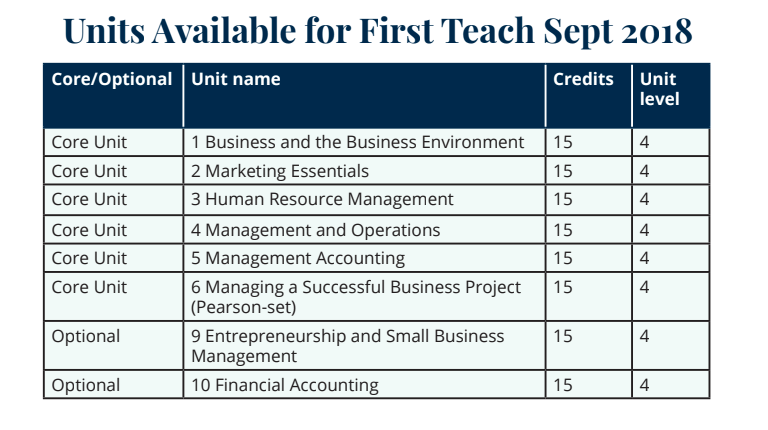 Units Available for First Teach Sept 2018
Core/Optional Unit name Credits Unit
level
Core Unit 1 Business and the Business Environment 15 4
Core Unit 2 Marketing Essentials 15 4
Core Unit 3 Human Resource Management 15 4
Core Unit 4 Management and Operations 15 4
Core Unit 5 Management Accounting 15 4
Core Unit 6 Managing a Successful Business Project 15 4
(Pearson-set)
Optional 9 Entrepreneurship and Small Business 15 4
Management
Optional 10 Financial Accounting 15 4